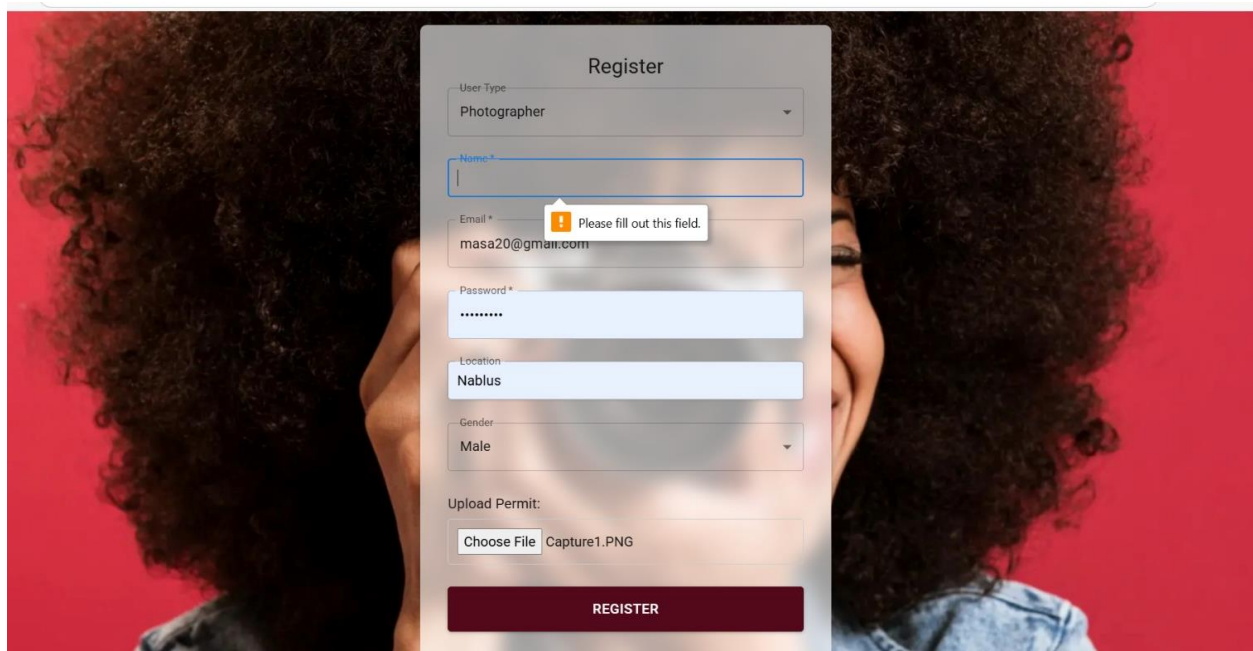 Register
User Type
Photographer
Name *
Please fill out this field.
Email *
masa20@gmail.com
Password *
•••••••••
Location
Nablus
Gender
Male
Upload Permit:
Choose File Capture1.PNG
REGISTER